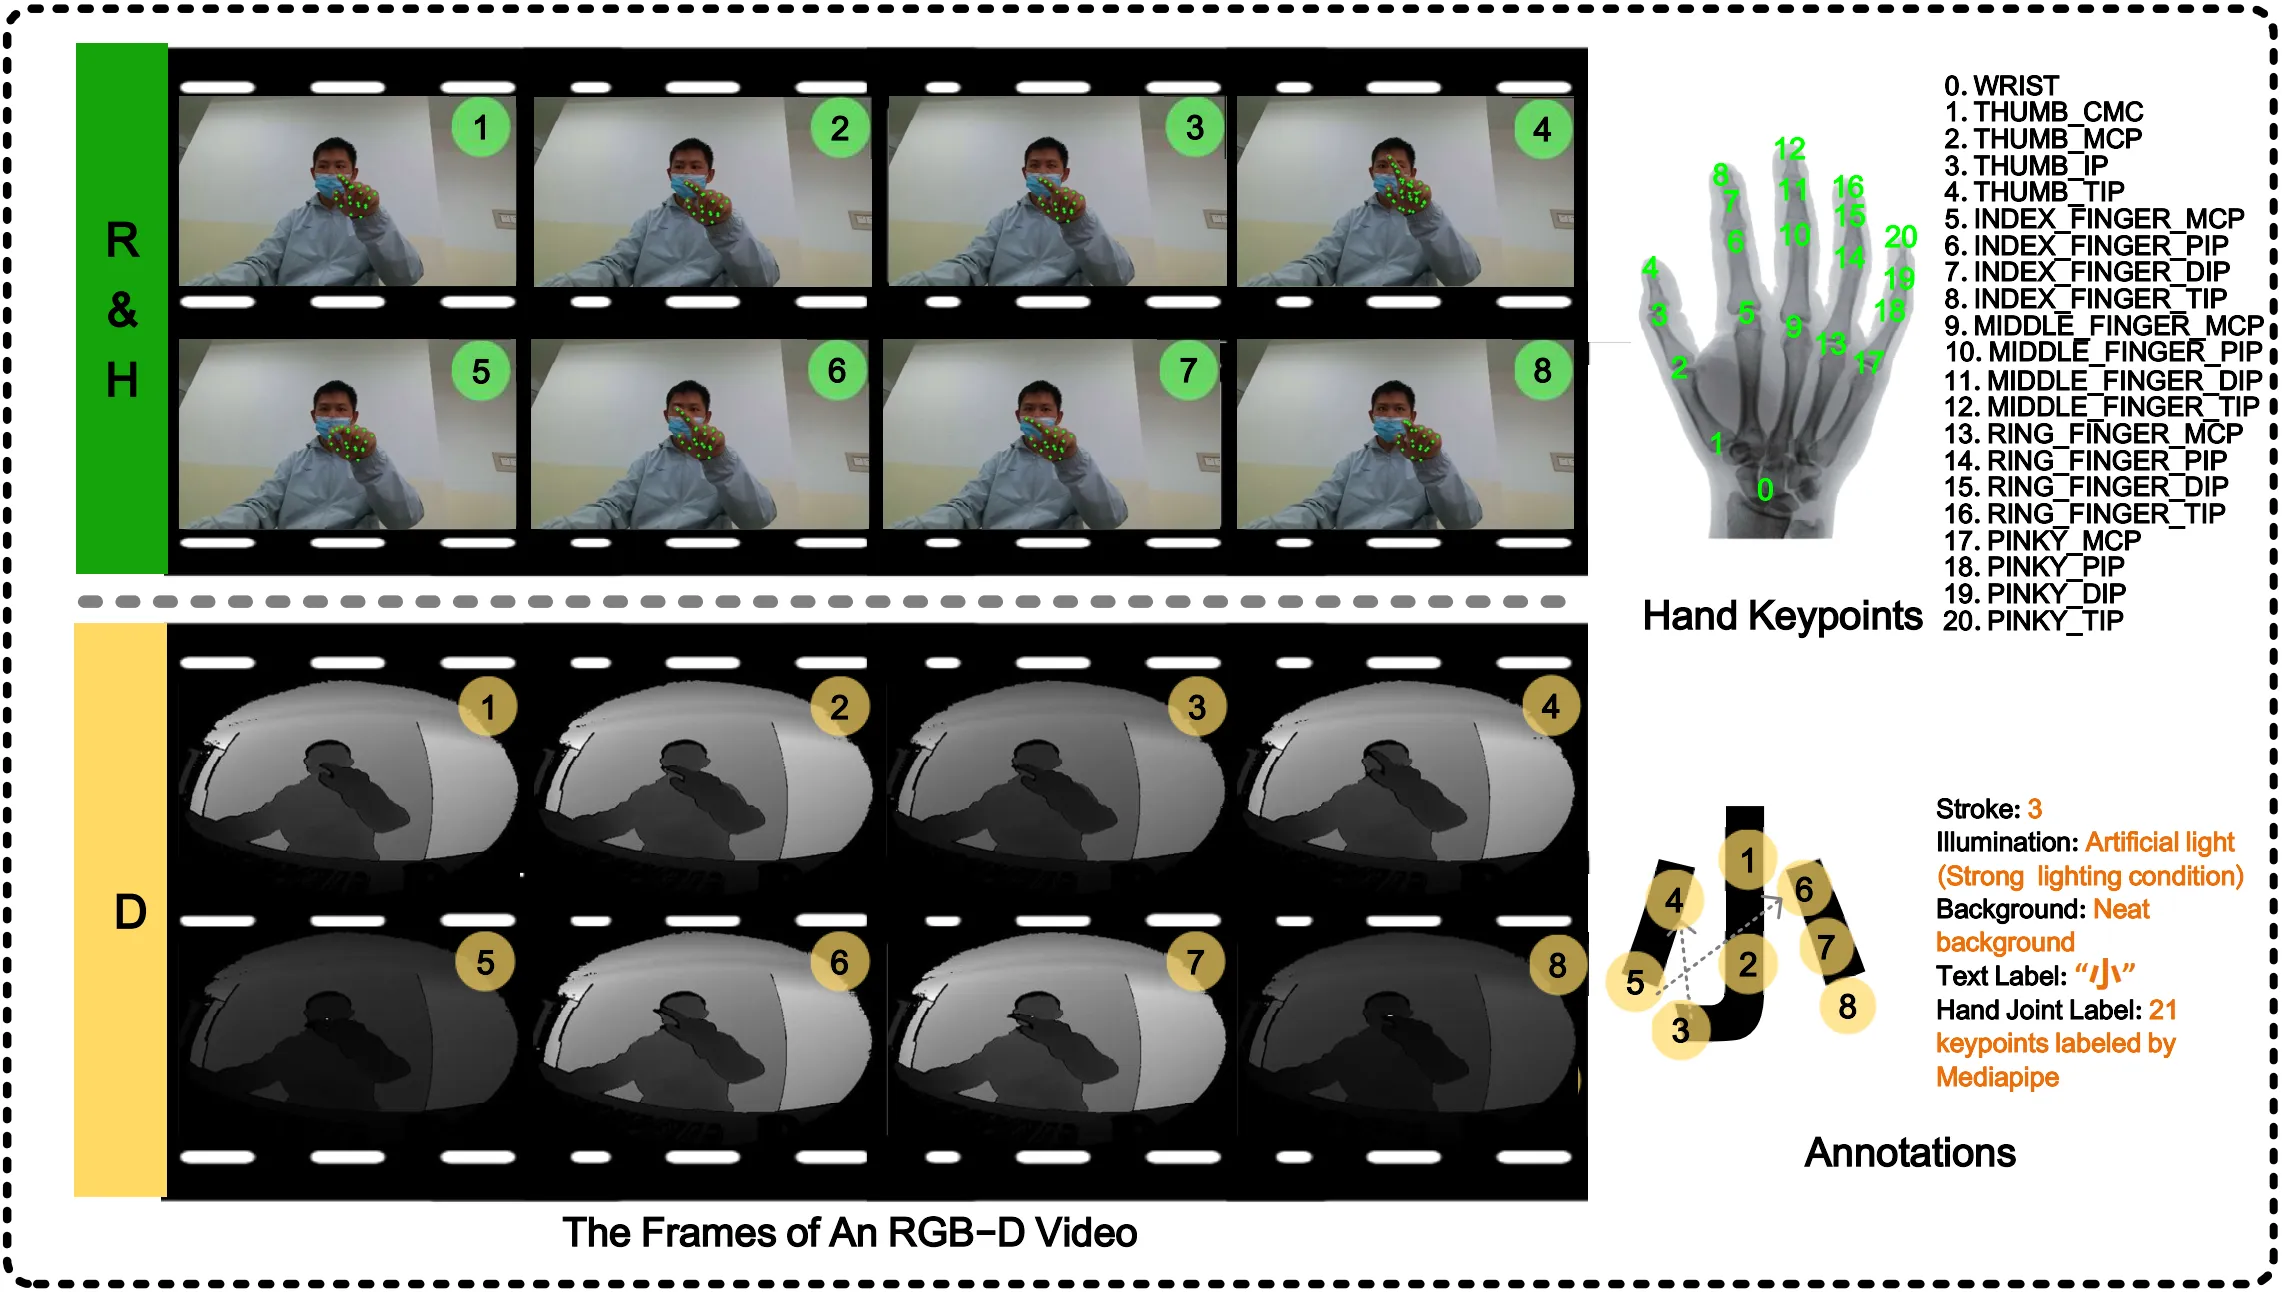 R
&
H
1
2
3
4
5
6
7
8
D
1
2
3
4
5
6
7
8
The Frames of An RGB−D Video
12
8
11
16
7
15
10
6
20
14
4
19
18
5
3
9
13
17
2
1
0
Hand Keypoints
0. WRIST
1. THUMB_CMC
2. THUMB_MCP
3. THUMB_IP
4. THUMB_TIP
5. INDEX_FINGER_MCP
6. INDEX_FINGER_PIP
7. INDEX_FINGER_DIP
8. INDEX_FINGER_TIP
9. MIDDLE_FINGER_MCP
10. MIDDLE_FINGER_PIP
11. MIDDLE_FINGER_DIP
12. MIDDLE_FINGER_TIP
13. RING_FINGER_MCP
14. RING_FINGER_PIP
15. RING_FINGER_DIP
16. RING_FINGER_TIP
17. PINKY_MCP
18. PINKY_PIP
19. PINKY_DIP
20. PINKY_TIP
1
4
6
7
2
5
8
3
Stroke: 3
Illumination: Artificial light
(Strong lighting condition)
Background: Neat
background
Text Label: “小”
Hand Joint Label: 21
keypoints labeled by
Mediapipe
Annotations